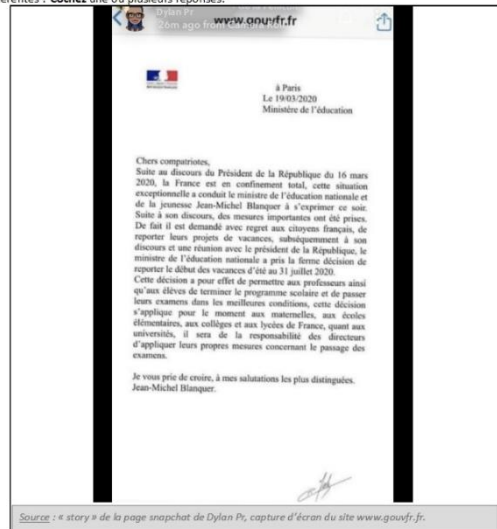 Cochez une ou plusieurs réponses.
Dylan Pr
26m ago from
www.gouvfr.fr
à Paris
Le 19/03/2020
Ministère de l'éducation
Chers compatriotes,
Suite au discours du Président de la République du 16 mars
2020, la France est en confinement total, cette situation
exceptionnelle a conduit le ministre de l'éducation nationale et
de la jeunesse Jean-Michel Blanquer à s'exprimer ce soir.
Suite à son discours, des mesures importantes ont été prises.
De fait il est demandé avec regret aux citoyens français, de
reporter leurs projets de vacances, subséquemment à son
discours et une réunion avec le président de la République, le
ministre de l'éducation nationale a pris la ferme décision de
reporter le début des vacances d'été au 31 juillet 2020.
Cette décision a pour effet de permettre aux professeurs ainsi
qu'aux élèves de terminer le programme scolaire et de passer
leurs examens dans les meilleures conditions, cette décision
s'applique pour le moment aux maternelles, aux écoles
élémentaires, aux collèges et aux lycées de France, quant aux
universités, il sera de la responsabilité des directeurs
d'appliquer leurs propres mesures concernant le passage des
examens.
Je vous prie de croire, à mes salutations les plus distinguées.
Jean-Michel Blanquer.
Source : « story » de la page snapchat de Dylan Pr, capture d'écran du site www.gouvfr.fr.